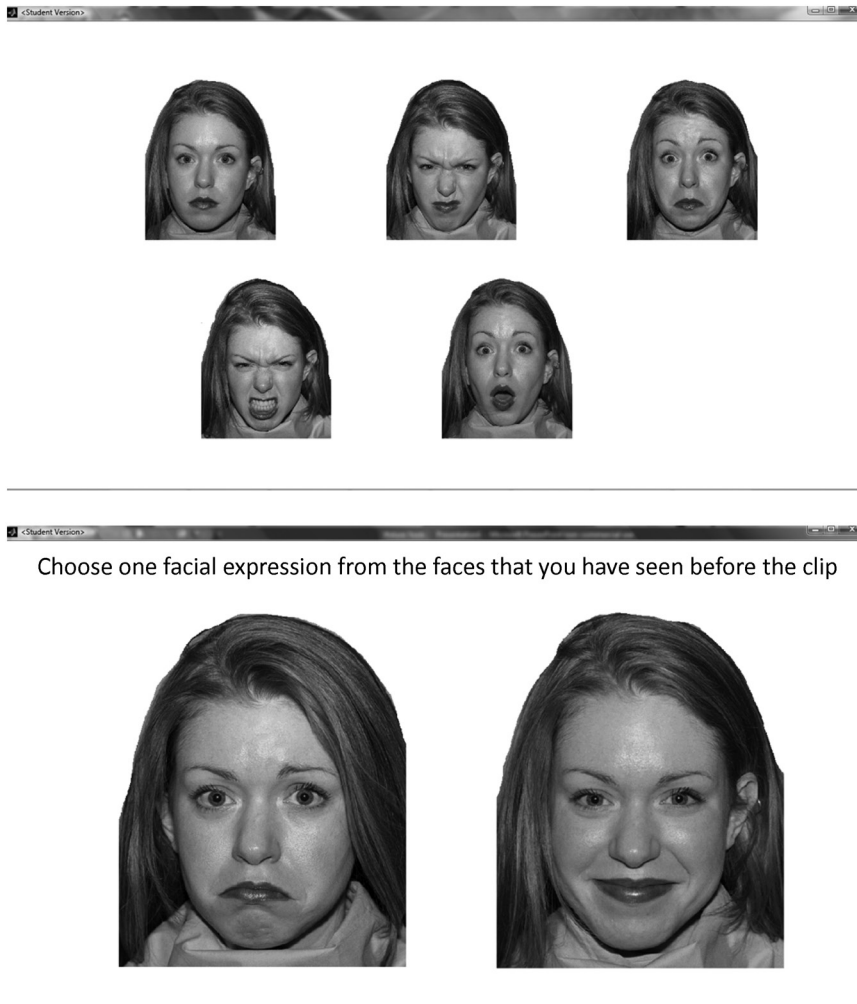 <Student Version>
<Student Version>
Choose one facial expression from the faces that you have seen before the clip